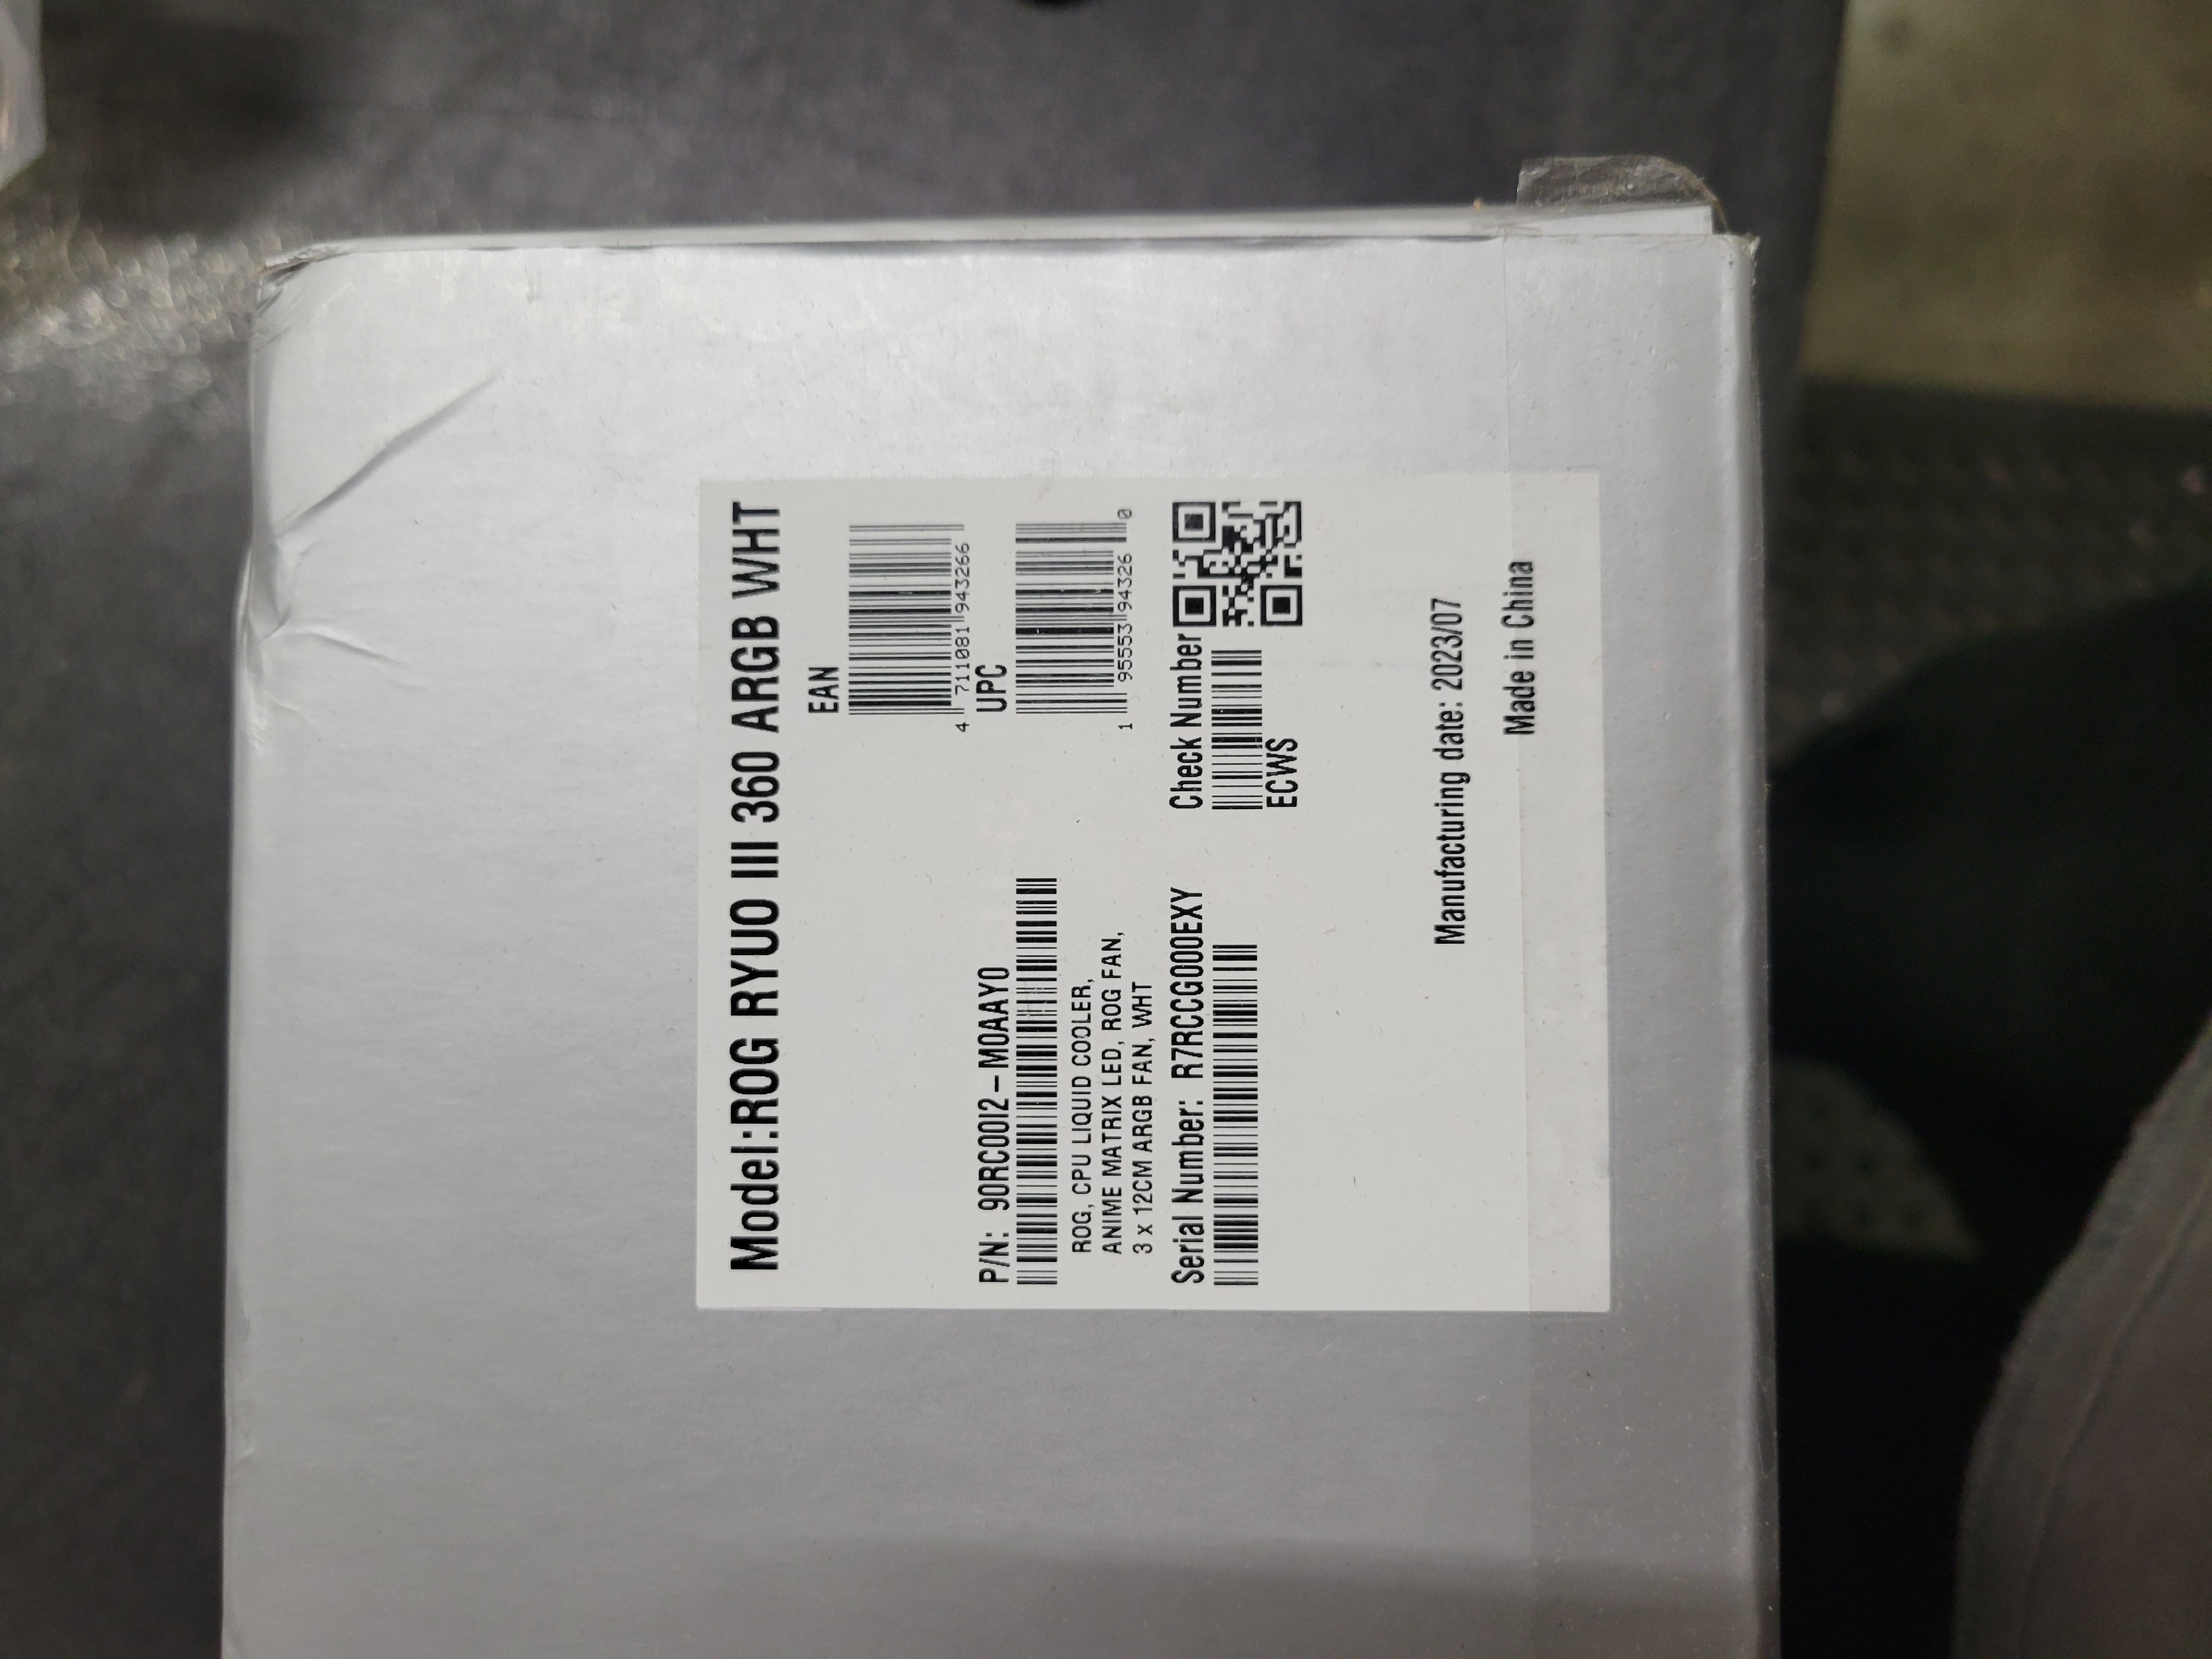 Model:ROG RYUO III 360 ARGB WHT
EAN
4 711081 943266
P/N: 90RC00I2-M0AAY0
UPC
1 95553 94326 0
ROG, CPU LIQUID COOLER,
ANIME MATRIX LED, ROG FAN,
3 x 12CM ARGB FAN, WHT
Serial Number: R7RCCG000EXY
Check Number
ECWS
Manufacturing date: 2023/07
Made in China